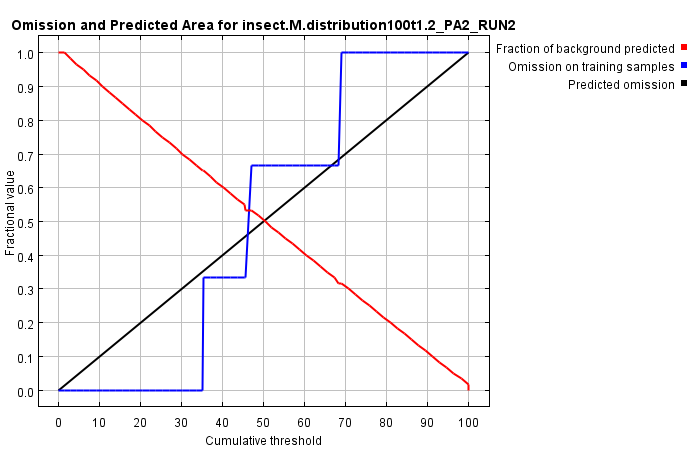 Omission and Predicted Area for insect.M.distribution100t1.2_PA2_RUN2
Fraction of background predicted
Omission on training samples
Predicted omission
Fractional value
1.0
0.9
0.8
0.7
0.6
0.5
0.4
0.3
0.2
0.1
0.0
0 10 20 30 40 50 60 70 80 90 100
Cumulative threshold